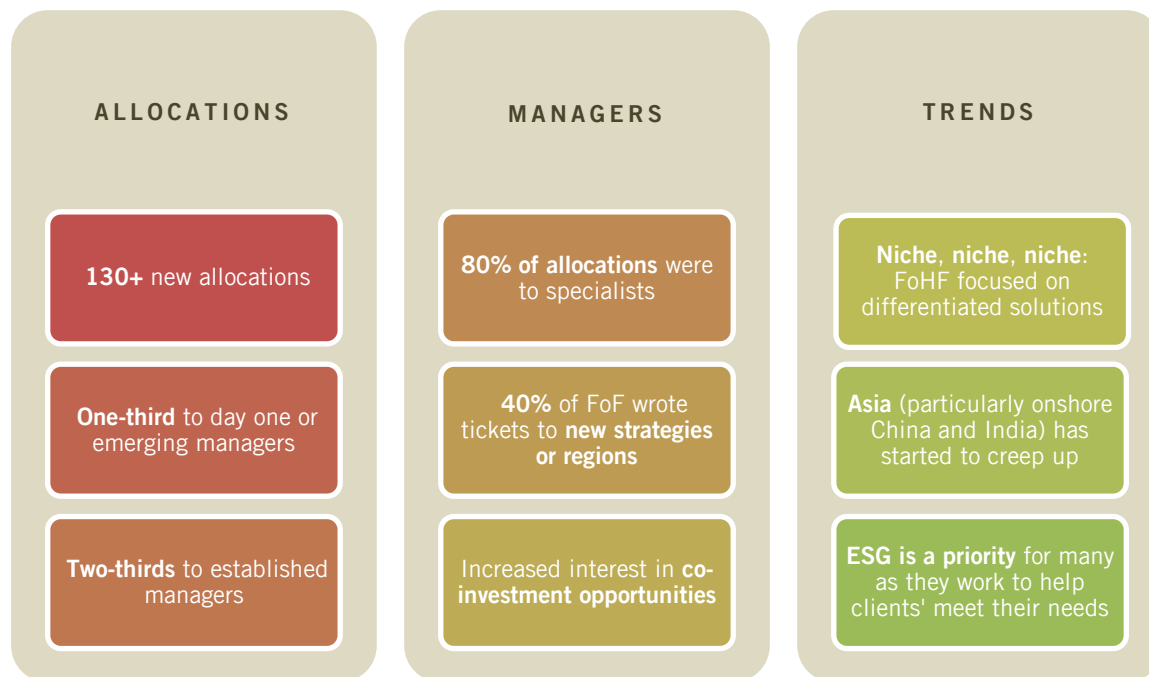 ALLOCATIONS
130+ new allocations
One-third to day one or
emerging managers
Two-thirds to established
managers
MANAGERS
80% of allocations were
to specialists
40% of FoF wrote
tickets to new strategies
or regions
Increased interest in co-
investment opportunities
TRENDS
Niche, niche, niche:
FoHF focused on
differentiated solutions
Asia (particularly onshore
China and India) has
started to creep up
ESG is a priority for many
as they work to help
clients' meet their needs